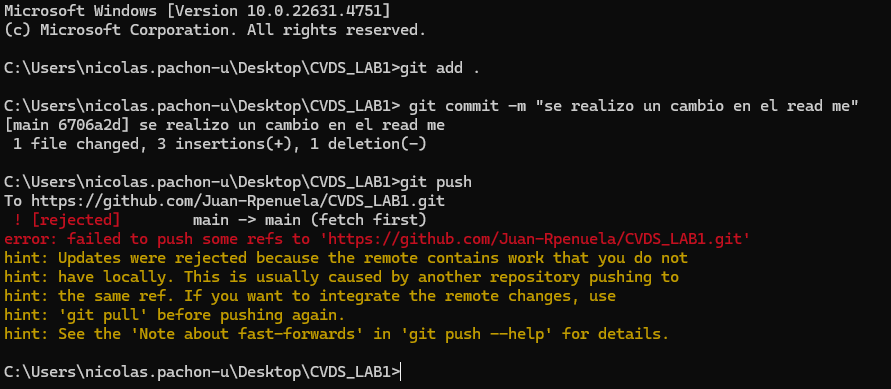 Microsoft Windows [Version 10.0.22631.4751]
(c) Microsoft Corporation. All rights reserved.
C:\Users\nicolas.pachon-u\Desktop\CVDS_LAB1>git add .
C:\Users\nicolas.pachon-u\Desktop\CVDS_LAB1> git commit -m "se realizo un cambio en el read me"
[main 6706a2d] se realizo un cambio en el read me
 1 file changed, 3 insertions(+), 1 deletion(-)
C:\Users\nicolas.pachon-u\Desktop\CVDS_LAB1>git push
To https://github.com/Juan-Rpenuela/CVDS_LAB1.git
 ! [rejected]        main -> main (fetch first)
error: failed to push some refs to 'https://github.com/Juan-Rpenuela/CVDS_LAB1.git'
hint: Updates were rejected because the remote contains work that you do not
hint: have locally. This is usually caused by another repository pushing to
hint: the same ref. If you want to integrate the remote changes, use
hint: 'git pull' before pushing again.
hint: See the 'Note about fast-forwards' in 'git push --help' for details.
C:\Users\nicolas.pachon-u\Desktop\CVDS_LAB1>